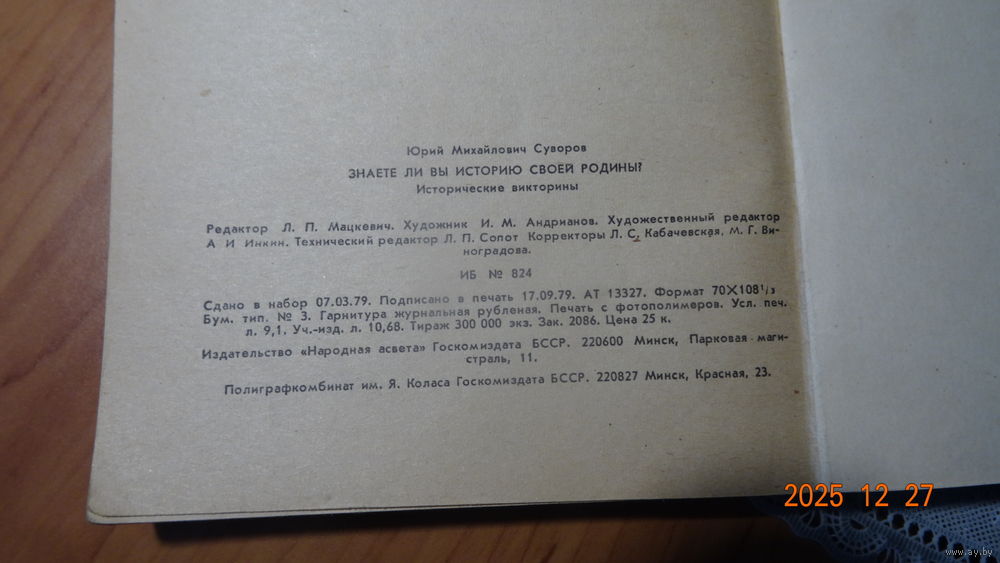 Юрий Михайлович Суворов
ЗНАЕТЕ ЛИ ВЫ ИСТОРИЮ СВОЕЙ РОДИНЫ?
Исторические викторины
Редактор Л. П. Мацкевич. Художник И. М. Андрианов. Художественный редактор
А. И Инкин. Технический редактор Л. П. Сопот Корректоры Л. С. Кабачевская, М. Г. Ви-
ноградова.
ИБ № 824
Сдано в набор 07.03.79. Подписано в печать 17.09.79. АТ 13327. Формат 70X108¹/₃
Бум. тип. № 3. Гарнитура журнальная рубленая. Печать с фотополимеров. Усл. печ.
л. 9,1. Уч.-изд. л. 10,68. Тираж 300 000 экз. Зак. 2086. Цена 25 к.
Издательство «Народная асвета» Госкомиздата БССР. 220600 Минск, Парковая маги-
страль, 11.
Полиграфкомбинат им. Я. Коласа Госкомиздата БССР. 220827 Минск, Красная, 23.
2025 12 27
www.ay.by